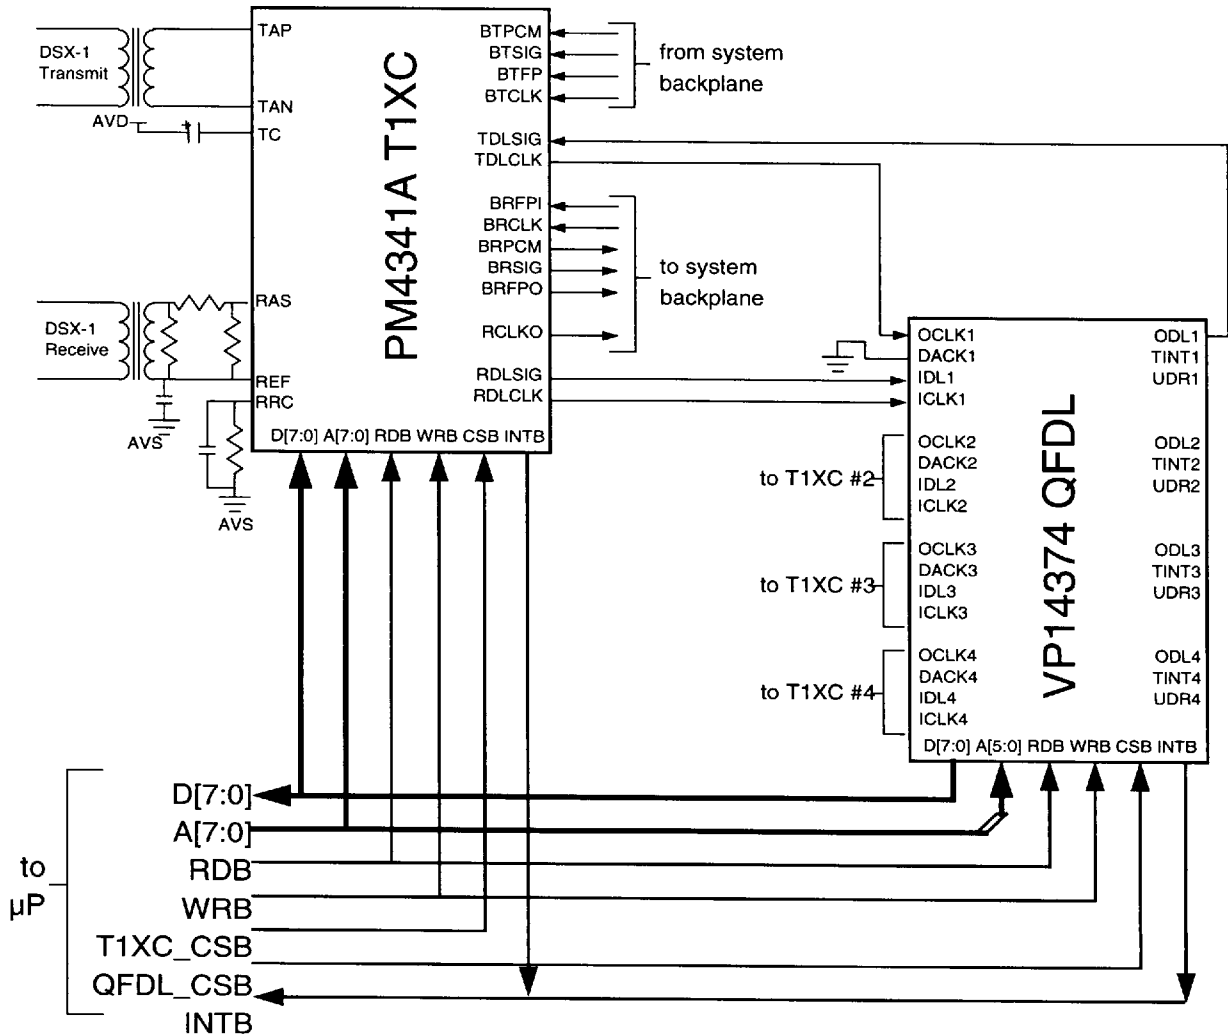 DSX-1
Transmit
AVD
TAP
TAN
TC
PM4341A T1XC
BTPCM
BTSIG
BTFP
BTCLK
from system
backplane
TDLSIG
TDLCLK
BRFPI
BRCLK
BRPCM
BRSIG
BRFPO
RCLKO
to system
backplane
RDLSIG
RDLCLK
DSX-1
Receive
RAS
REF
RRC
AVS
AVS
D[7:0] A[7:0] RDB WRB CSB INTB
OCLK1
DACK1
IDL1
ICLK1
ODL1
TINT1
UDR1
to T1XC #2
OCLK2
DACK2
IDL2
ICLK2
ODL2
TINT2
UDR2
to T1XC #3
OCLK3
DACK3
IDL3
ICLK3
ODL3
TINT3
UDR3
to T1XC #4
OCLK4
DACK4
IDL4
ICLK4
ODL4
TINT4
UDR4
VP14374 QFDL
D[7:0] A[5:0] RDB WRB CSB INTB
to
µP
D[7:0]
A[7:0]
RDB
WRB
T1XC_CSB
QFDL_CSB
INTB